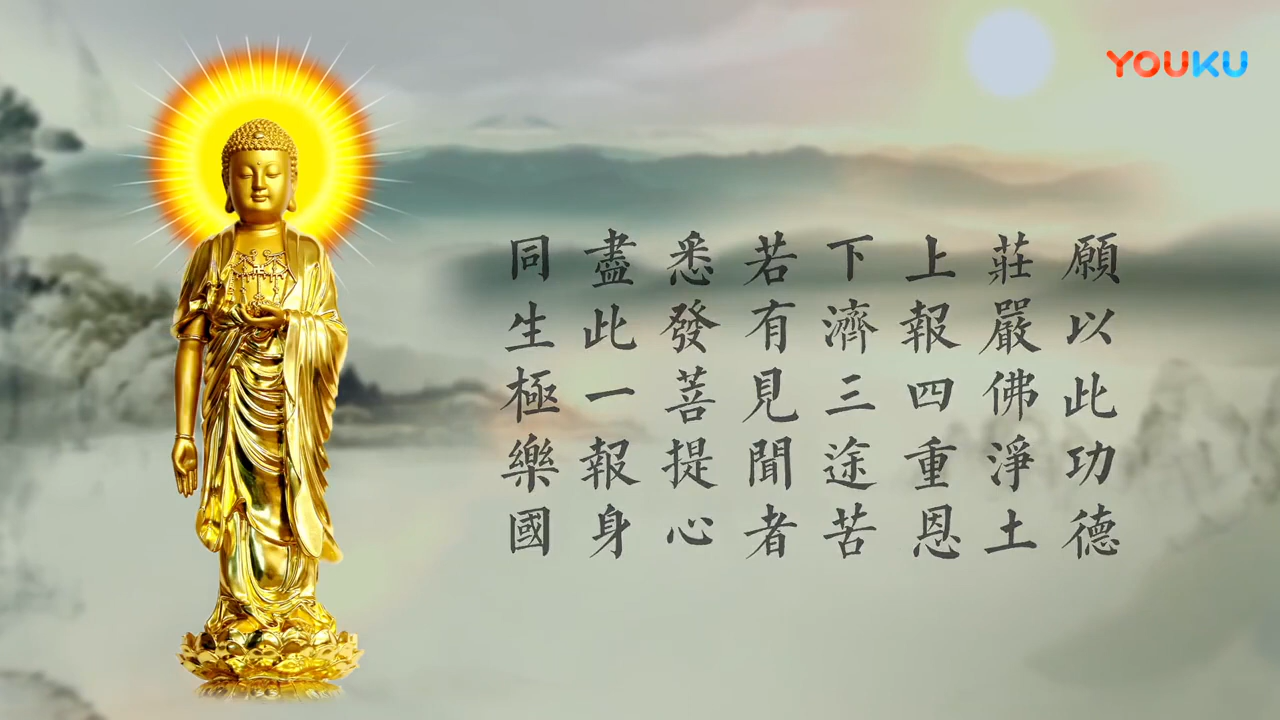 YOUKU
願以此功德
莊嚴佛淨土
上報四重恩
下濟三途苦
若有見聞者
悉發菩提心
盡此一報身
同生極樂國